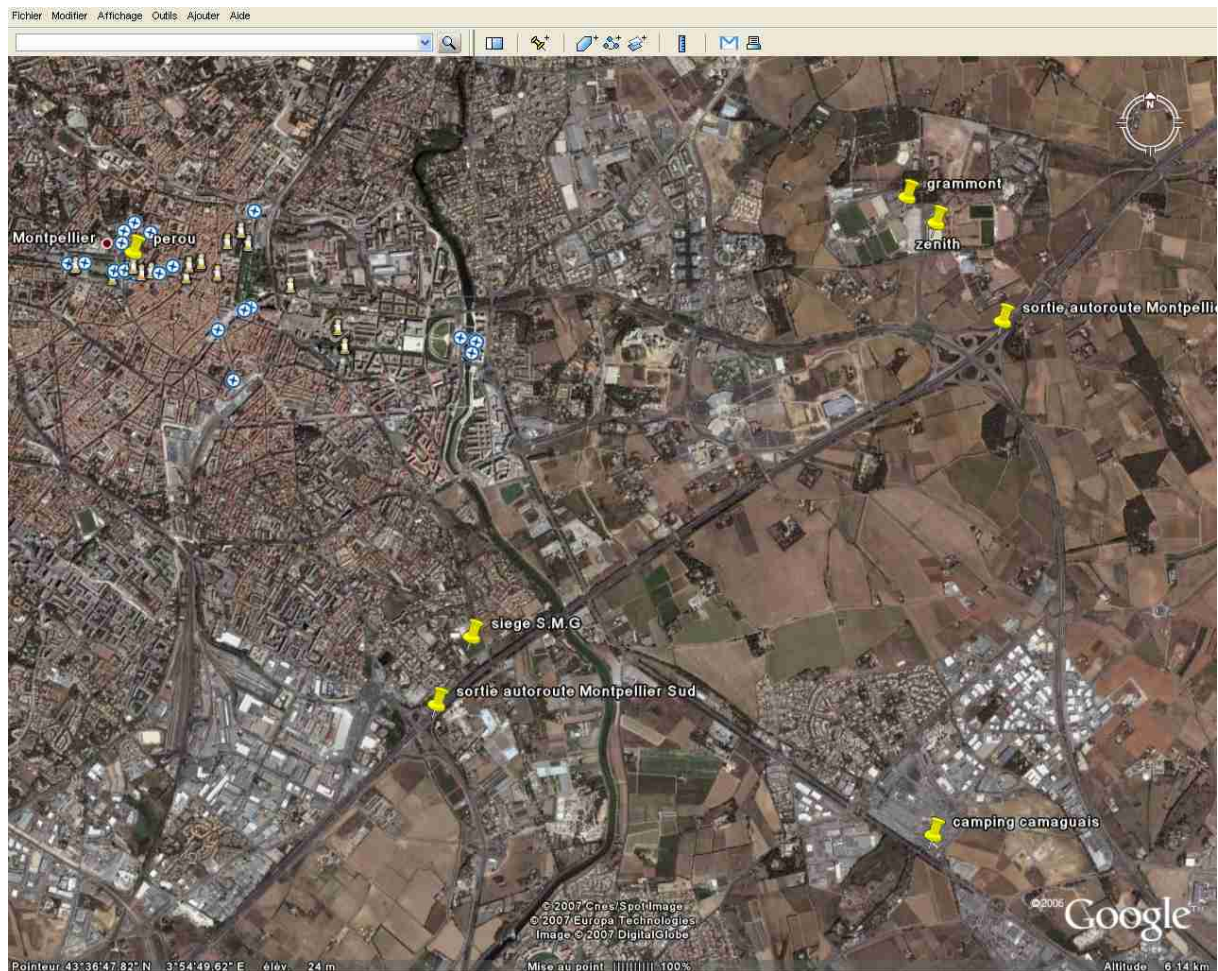 Fichier Modifier Affichage Outils Ajouter Aide
N
grammont
Montpellier
perou
zenith
sortie autoroute Montpellie
siege S.M.G
sortie autoroute Montpellier Sud
camping camaguais
© 2007 Cnes/Spot Image
© 2007 Europa Technologies
Image © 2007 DigitalGlobe
©2006 Google™
Pointeur 43°36'47.82" N 3°54'49.62" E élév. 24 m Mise au point |||||||||| 100% Altitude 6.14 km